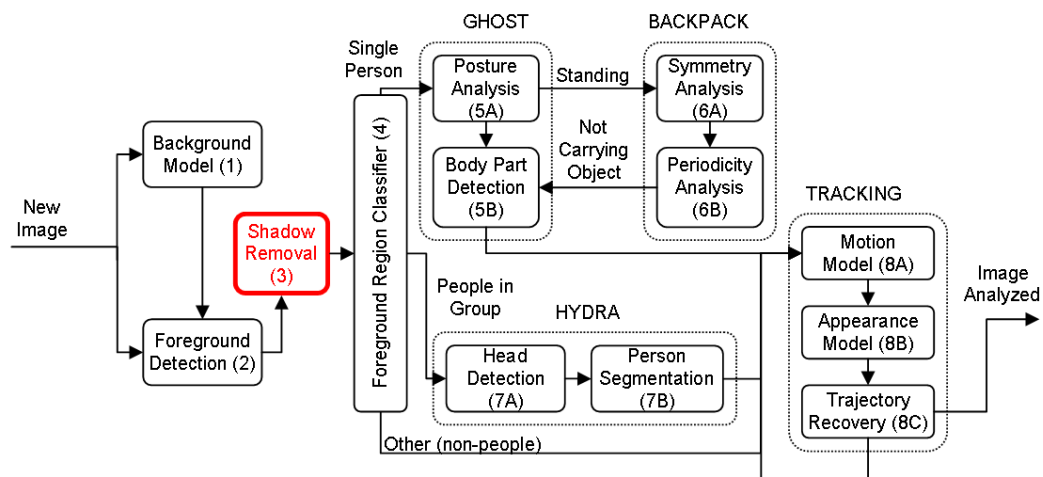 GHOST
BACKPACK
Single
Person
Posture
Analysis
(5A)
Standing
Symmetry
Analysis
(6A)
Background
Model (1)
Foreground Region Classifier (4)
Body Part
Detection
(5B)
Not
Carrying
Object
Periodicity
Analysis
(6B)
TRACKING
New
Image
Shadow
Removal
(3)
Motion
Model (8A)
Image
Analyzed
People in
Group
HYDRA
Foreground
Detection (2)
Head
Detection
(7A)
Person
Segmentation
(7B)
Appearance
Model (8B)
Trajectory
Recovery (8C)
Other (non-people)